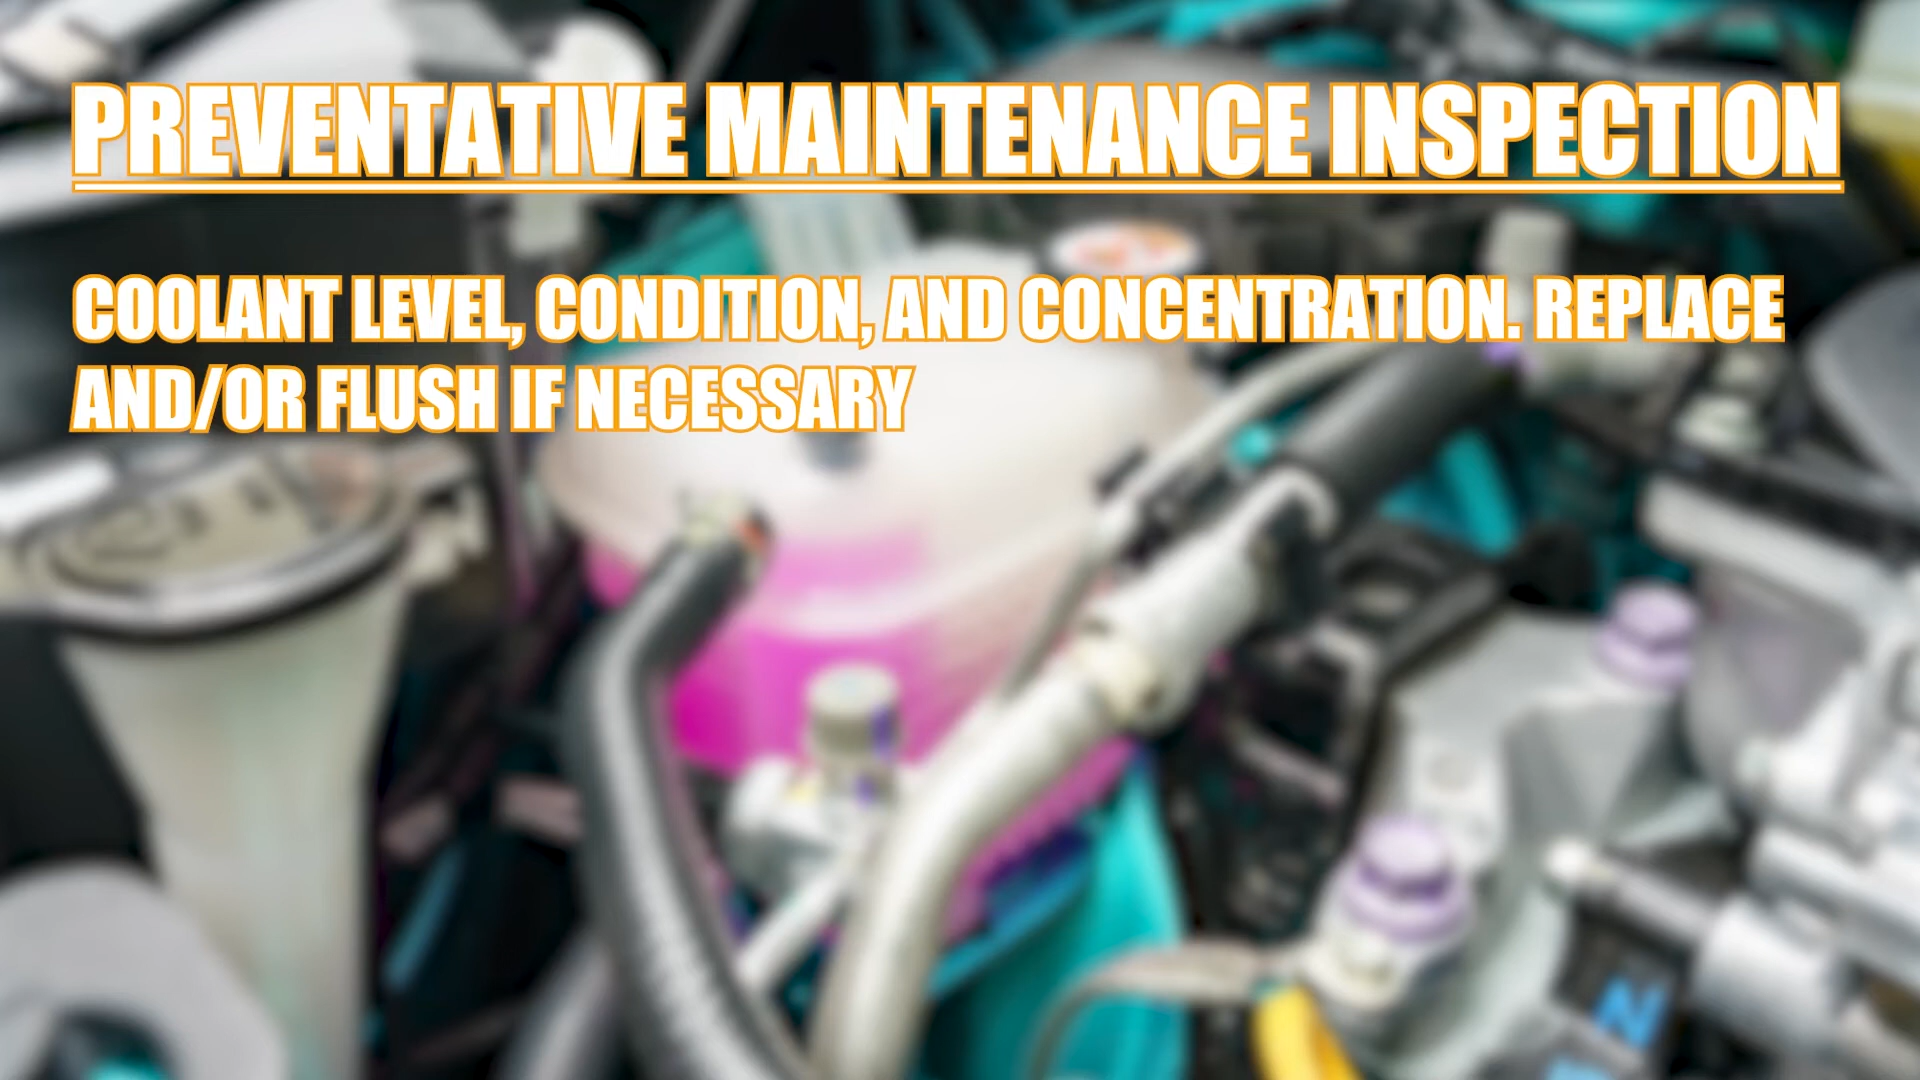 PREVENTATIVE MAINTENANCE INSPECTION
COOLANT LEVEL, CONDITION, AND CONCENTRATION. REPLACE
AND/OR FLUSH IF NECESSARY